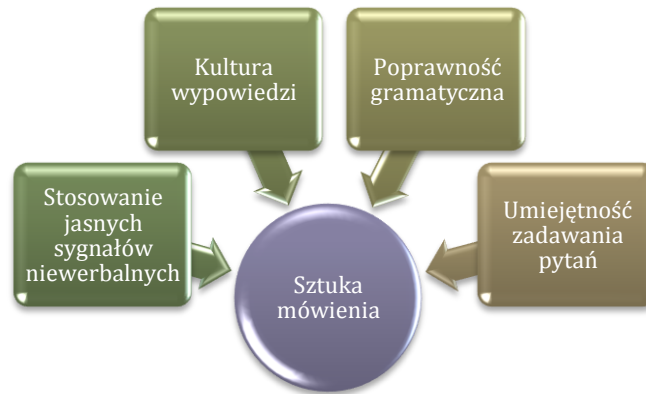 Kultura
wypowiedzi
Poprawność
gramatyczna
Stosowanie
jasnych
sygnałów
niewerbalnych
Umiejętność
zadawania
pytań
Sztuka
mówienia